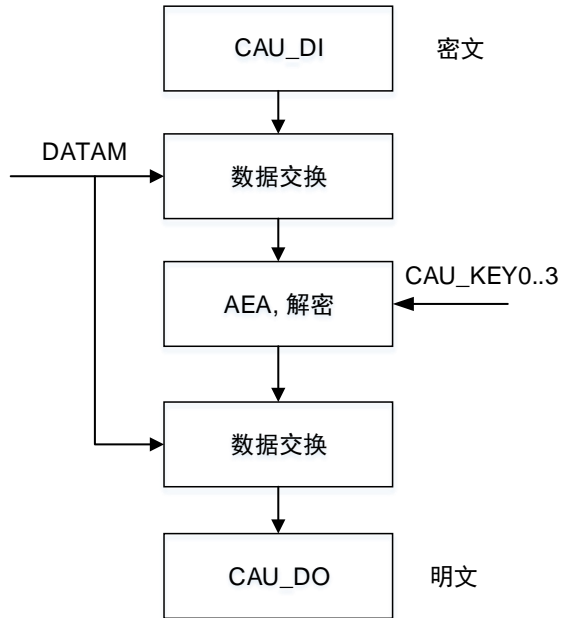 CAU_DI
密文
DATAM
数据交换
CAU_KEY0..3
AEA, 解密
数据交换
CAU_DO
明文